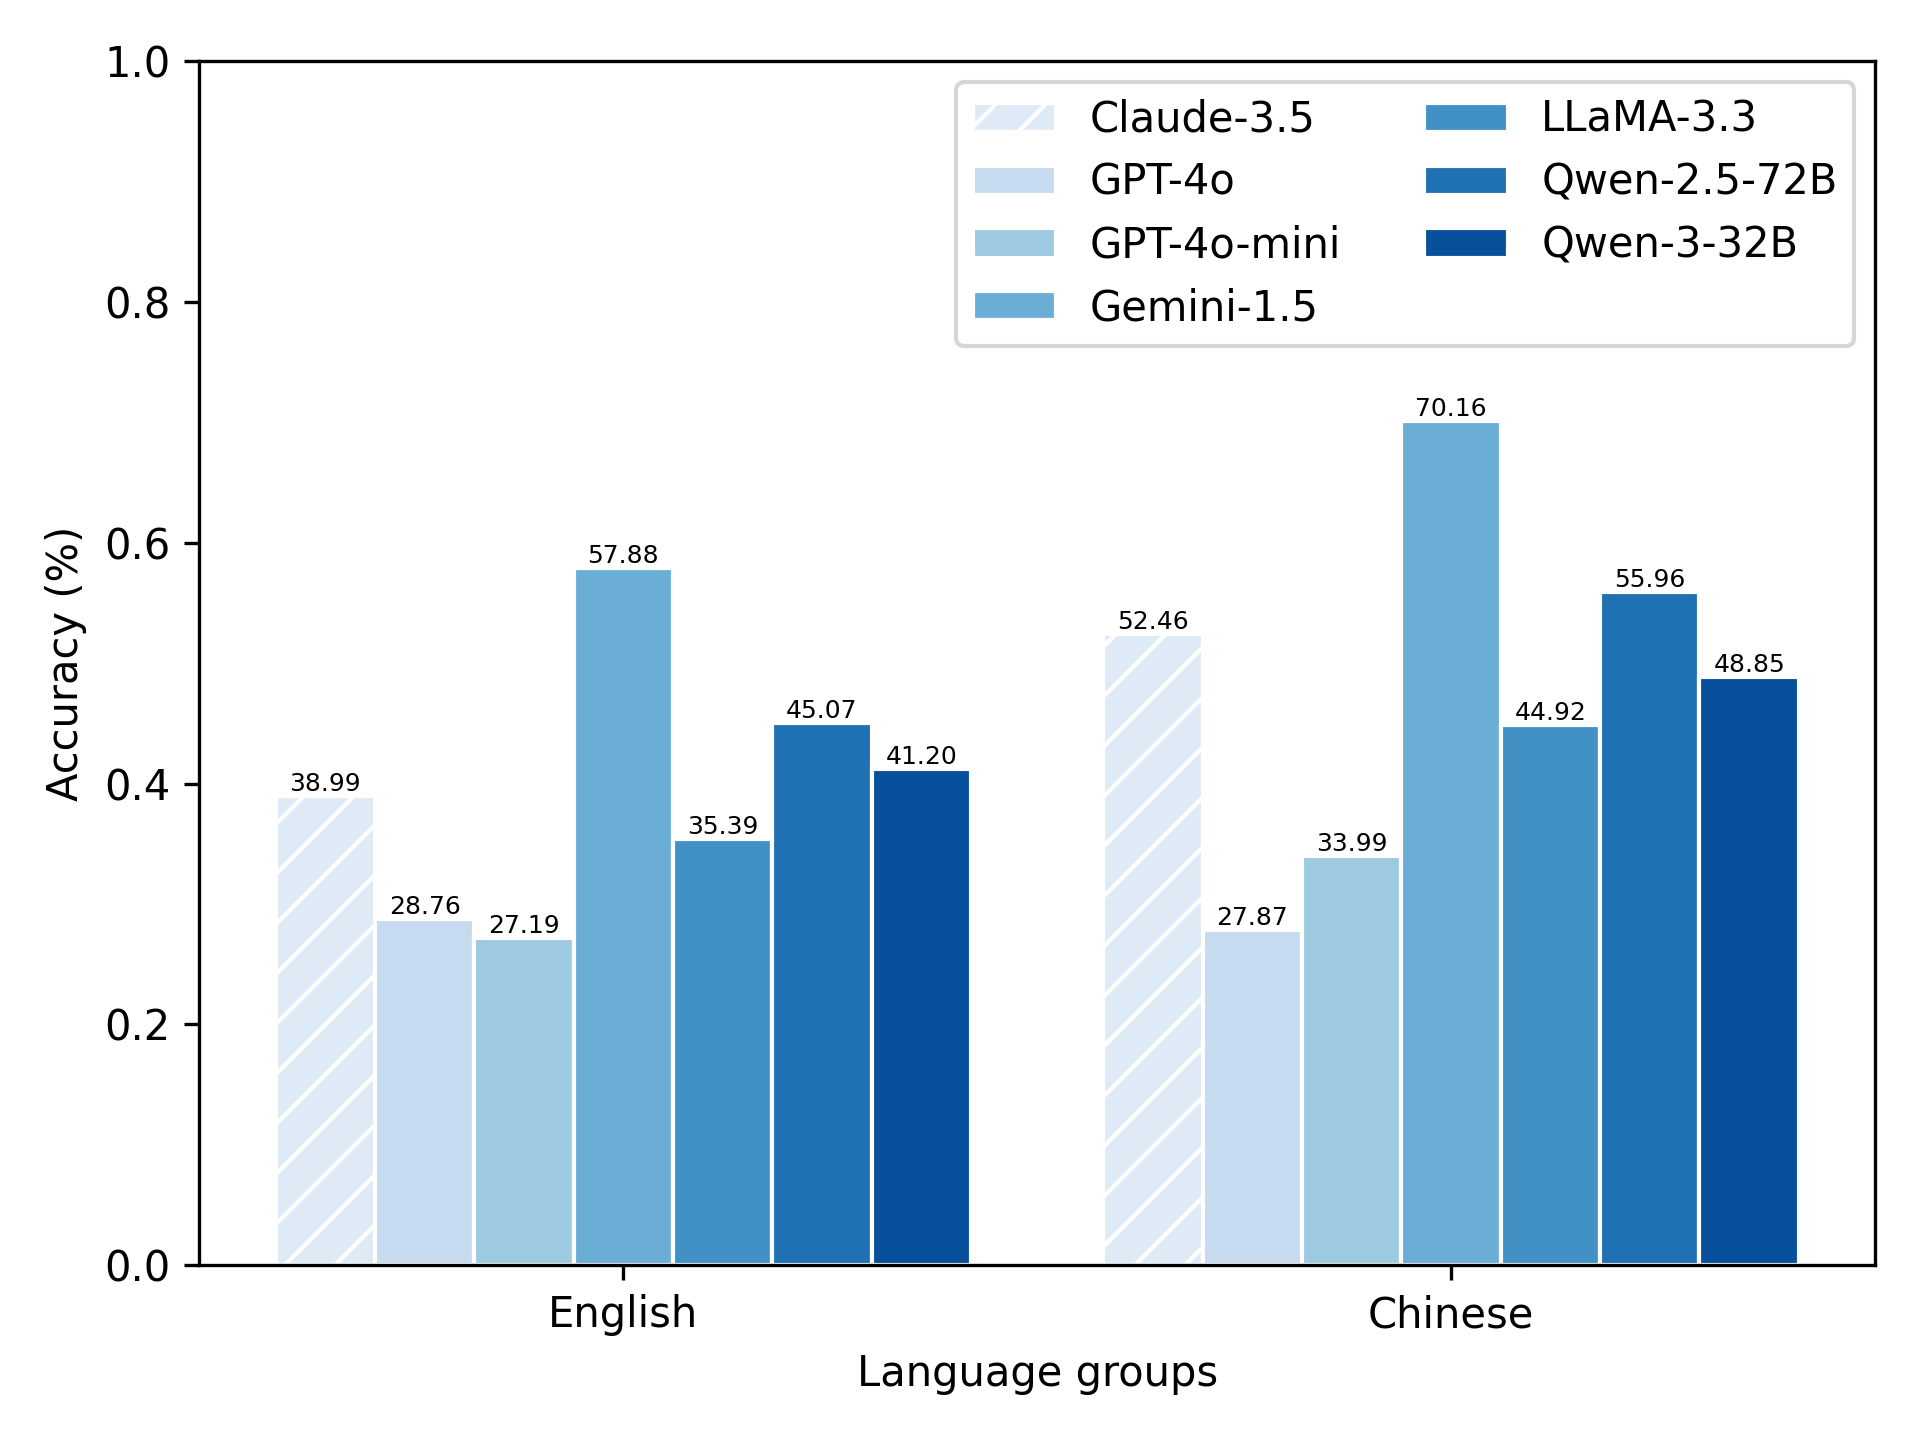 Accuracy (%)
1.0
0.8
0.6
0.4
0.2
0.0
Claude-3.5
GPT-4o
GPT-4o-mini
Gemini-1.5
LLaMA-3.3
Qwen-2.5-72B
Qwen-3-32B
38.99
28.76
27.19
57.88
35.39
45.07
41.20
52.46
27.87
33.99
70.16
44.92
55.96
48.85
English
Chinese
Language groups